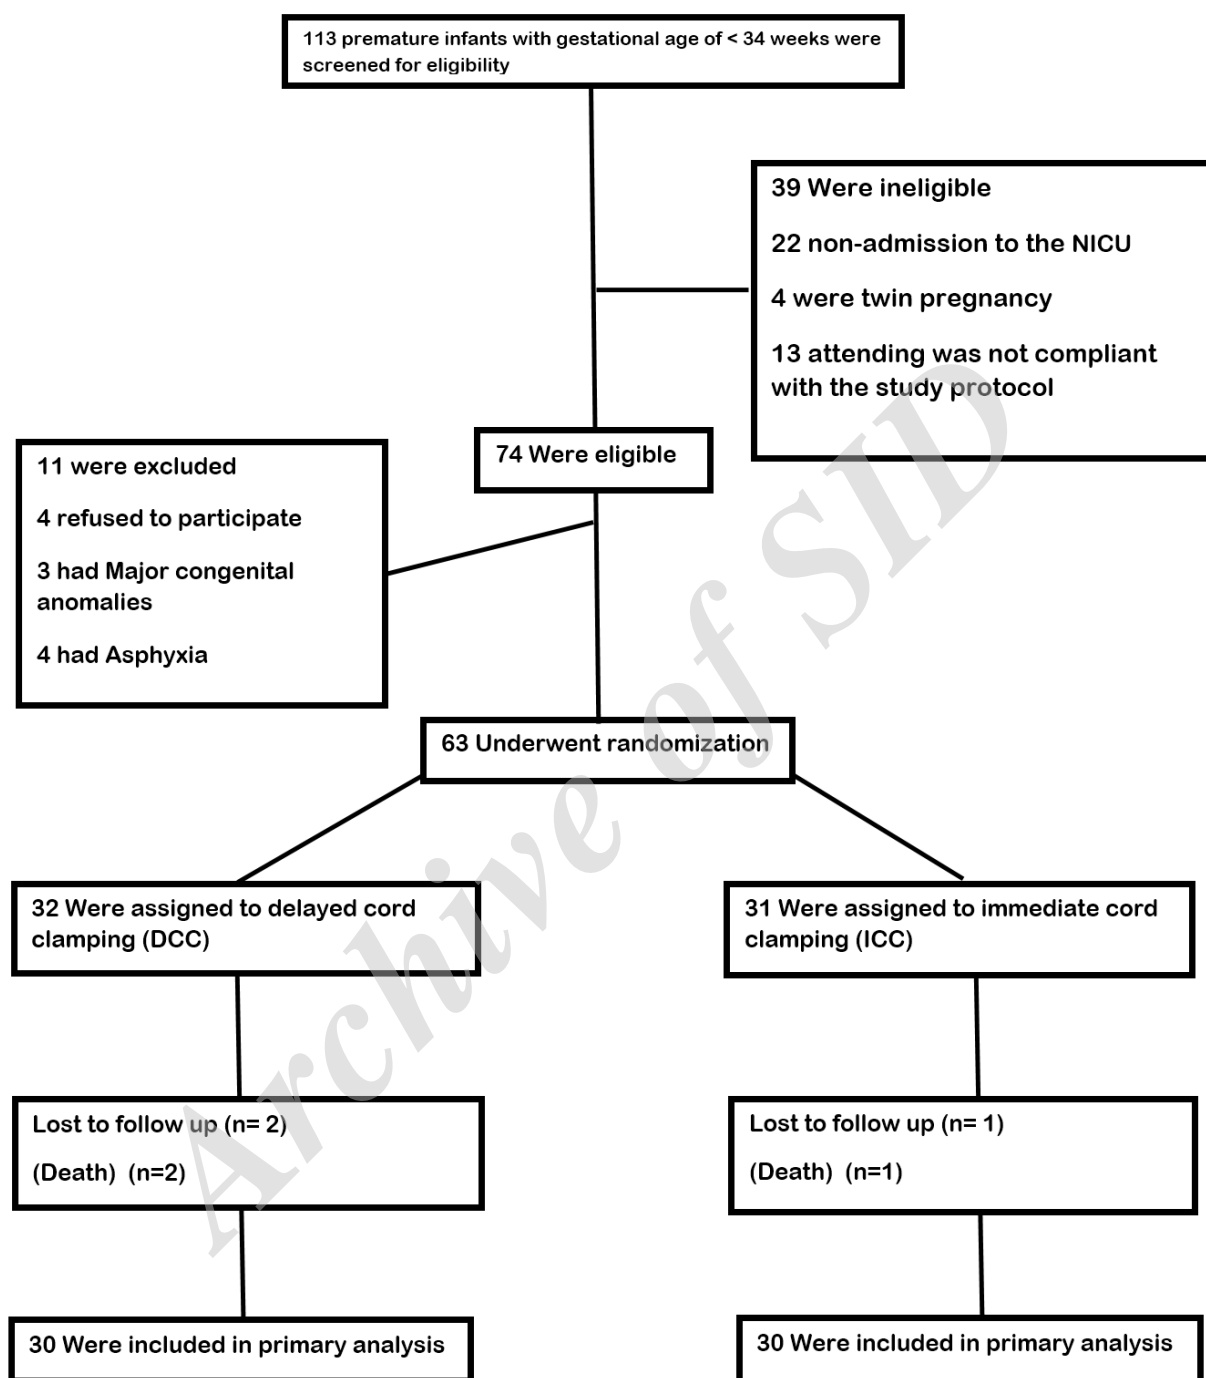 113 premature infants with gestational age of < 34 weeks were
screened for eligibility
39 Were ineligible
22 non-admission to the NICU
4 were twin pregnancy
13 attending was not compliant
with the study protocol
74 Were eligible
11 were excluded
4 refused to participate
3 had Major congenital
anomalies
4 had Asphyxia
63 Underwent randomization
32 Were assigned to delayed cord
clamping (DCC)
31 Were assigned to immediate cord
clamping (ICC)
Lost to follow up (n= 2)
(Death) (n=2)
Lost to follow up (n= 1)
(Death) (n=1)
30 Were included in primary analysis
30 Were included in primary analysis
Archive of SID